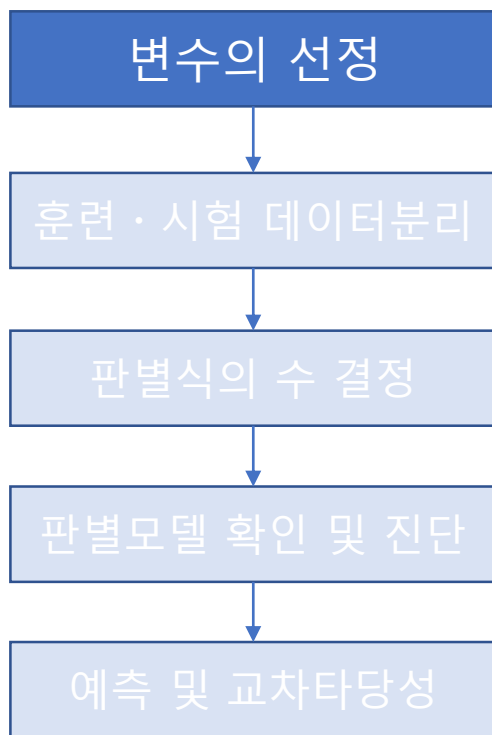 변수의 선정
훈련·시험 데이터분리
판별식의 수 결정
판별모델 확인 및 진단
예측 및 교차타당성